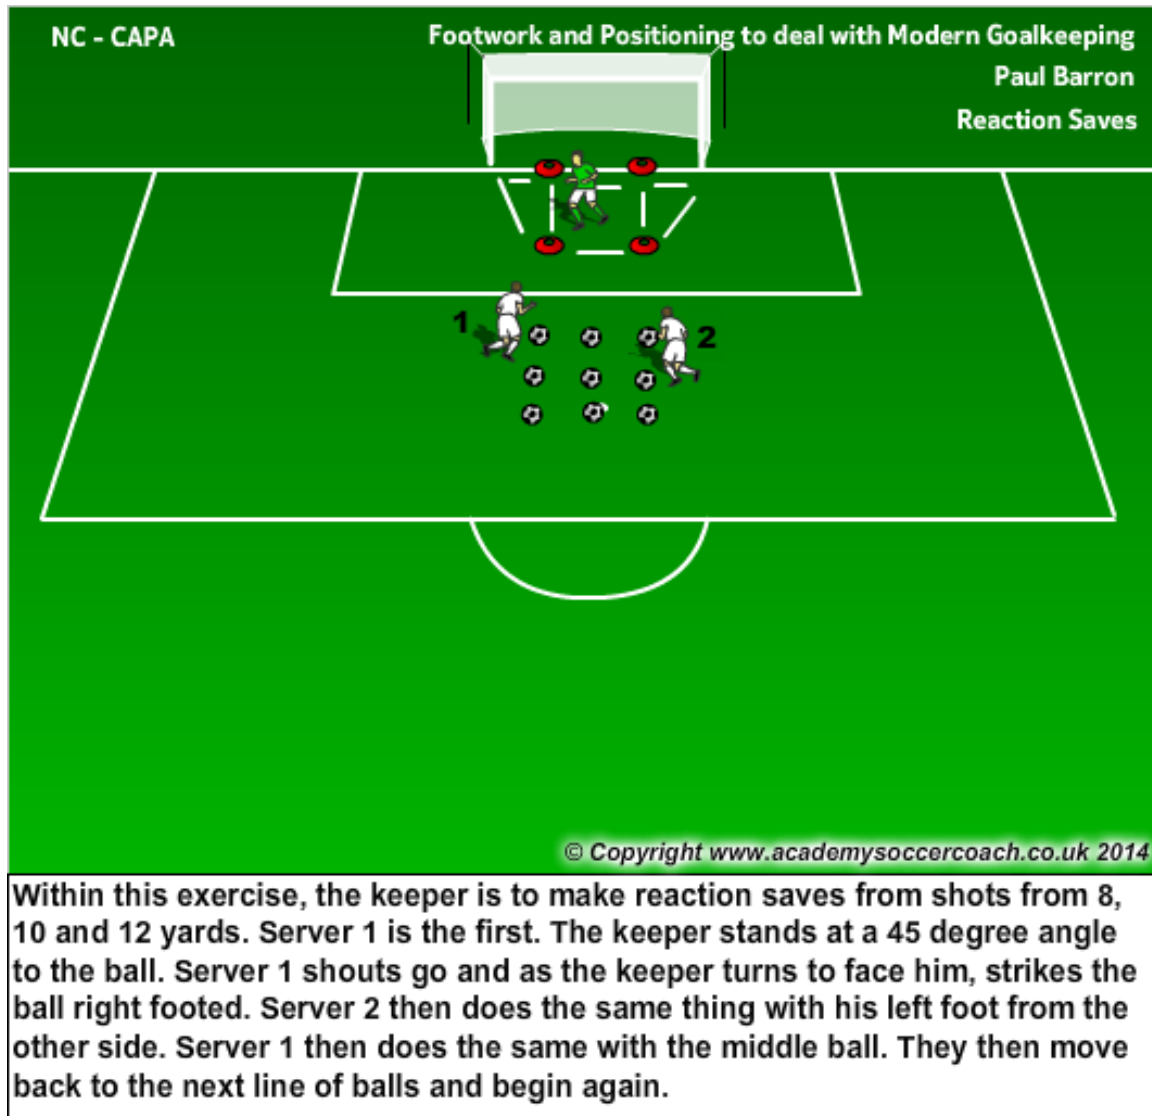 NC - CAPA
Footwork and Positioning to deal with Modern Goalkeeping
Paul Barron
Reaction Saves
1
2
© Copyright www.academysoccercoach.co.uk 2014
Within this exercise, the keeper is to make reaction saves from shots from 8,
10 and 12 yards. Server 1 is the first. The keeper stands at a 45 degree angle
to the ball. Server 1 shouts go and as the keeper turns to face him, strikes the
ball right footed. Server 2 then does the same thing with his left foot from the
other side. Server 1 then does the same with the middle ball. They then move
back to the next line of balls and begin again.